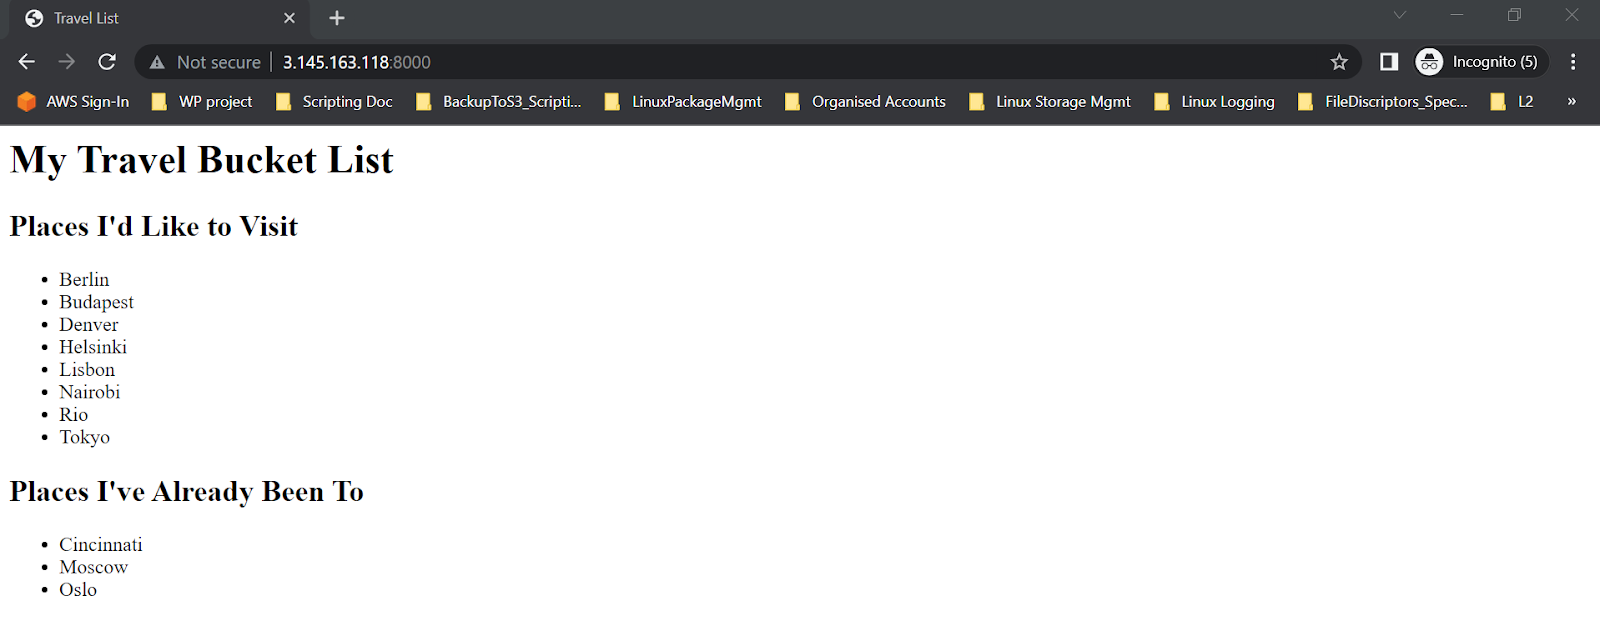 Travel List
Not secure 3.145.163.118:8000 Incognito (5)
AWS Sign-In WP project Scripting Doc BackupToS3_Scripti... LinuxPackageMgmt Organised Accounts Linux Storage Mgmt Linux Logging FileDiscriptors_Spec... L2 »
My Travel Bucket List
Places I'd Like to Visit
Berlin
Budapest
Denver
Helsinki
Lisbon
Nairobi
Rio
Tokyo
Places I've Already Been To
Cincinnati
Moscow
Oslo